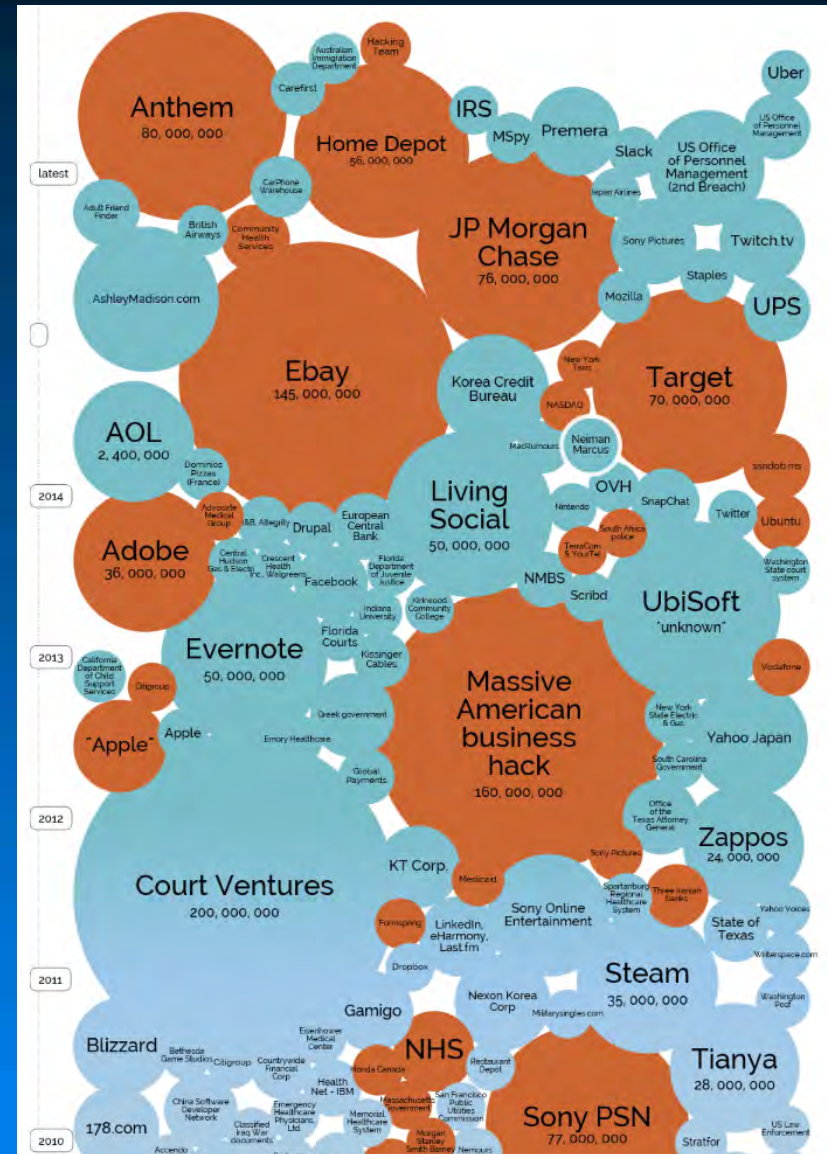 Hacking
Team
Australian
Immigration
Department
Uber
Carefirst
Anthem
80, 000, 000
IRS
Home Depot
56, 000, 000
MSpy
Premera
US Office
of Personnel
Management
Slack
US Office
of Personnel
Management
(2nd Breach)
latest
CarPhone
Warehouse
Japan Airlines
Adult Friend
Finder
British
Airways
Community
Health
Services
JP Morgan
Chase
76, 000, 000
Sony Pictures
Twitch.tv
AshleyMadison.com
Staples
Mozilla
UPS
Ebay
145, 000, 000
Korea Credit
Bureau
New York
Taxis
Target
70, 000, 000
NASDAQ
AOL
2, 400, 000
MacRumours
Neiman
Marcus
Dominios
Pizzas
(France)
ssndob.ms
2014
Living
Social
50, 000, 000
OVH
SnapChat
Nintendo
Advocate
Medical
Group
Drupal
European
Central
Bank
Twitter
Ubuntu
South Africa
police
Adobe
36, 000, 000
Central
Hudson
Gas & Electric
Crescent
Health
Inc., Walgreens
Facebook
Florida
Department
of Juvenile
Justice
TerraCom
& YourTel
NMBS
Scribd
Washington
State court
system
UbiSoft
"unknown"
Indiana
University
Kirkwood
Community
College
Florida
Courts
Evernote
50, 000, 000
Kissinger
Cables
2013
California
Department
of Child
Support
Services
Citigroup
Vodafone
Massive
American
business
hack
160, 000, 000
"Apple"
Apple
Emory Healthcare
Greek government
New York
State Electric
& Gas
Yahoo Japan
South Carolina
Government
Global
Payments
2012
Office
of the
Texas Attorney
General
Zappos
24, 000, 000
Court Ventures
200, 000, 000
KT Corp.
Medicaid
Sony Pictures
Spartanburg
Regional
Healthcare
System
Three Iranian
banks
Sony Online
Entertainment
Formspring
LinkedIn,
eHarmony,
Last.fm
State of
Texas
Yahoo Voices
Writerspace.com
Dropbox
2011
Steam
35, 000, 000
Nexon Korea
Corp
Militarysingles.com
Washington
Post
Gamigo
Eisenhower
Medical
Center
Blizzard
Bethesda
Game Studios
Citigroup
Countrywide
Financial
Corp
NHS
Honda Canada
Restaurant
Depot
Tianya
28, 000, 000
Health
Net - IBM
178.com
China Software
Developer
Network
Classified
Iraq War
documents
Emergency
Healthcare
Physicians,
Ltd.
Memorial
Healthcare
System
Massachusetts
Government
San Francisco
Public
Utilities
Commission
Sony PSN
77, 000, 000
Morgan
Stanley
Smith Barney
Nemours
2010
Accendo
Stratfor
US Law
Enforcement